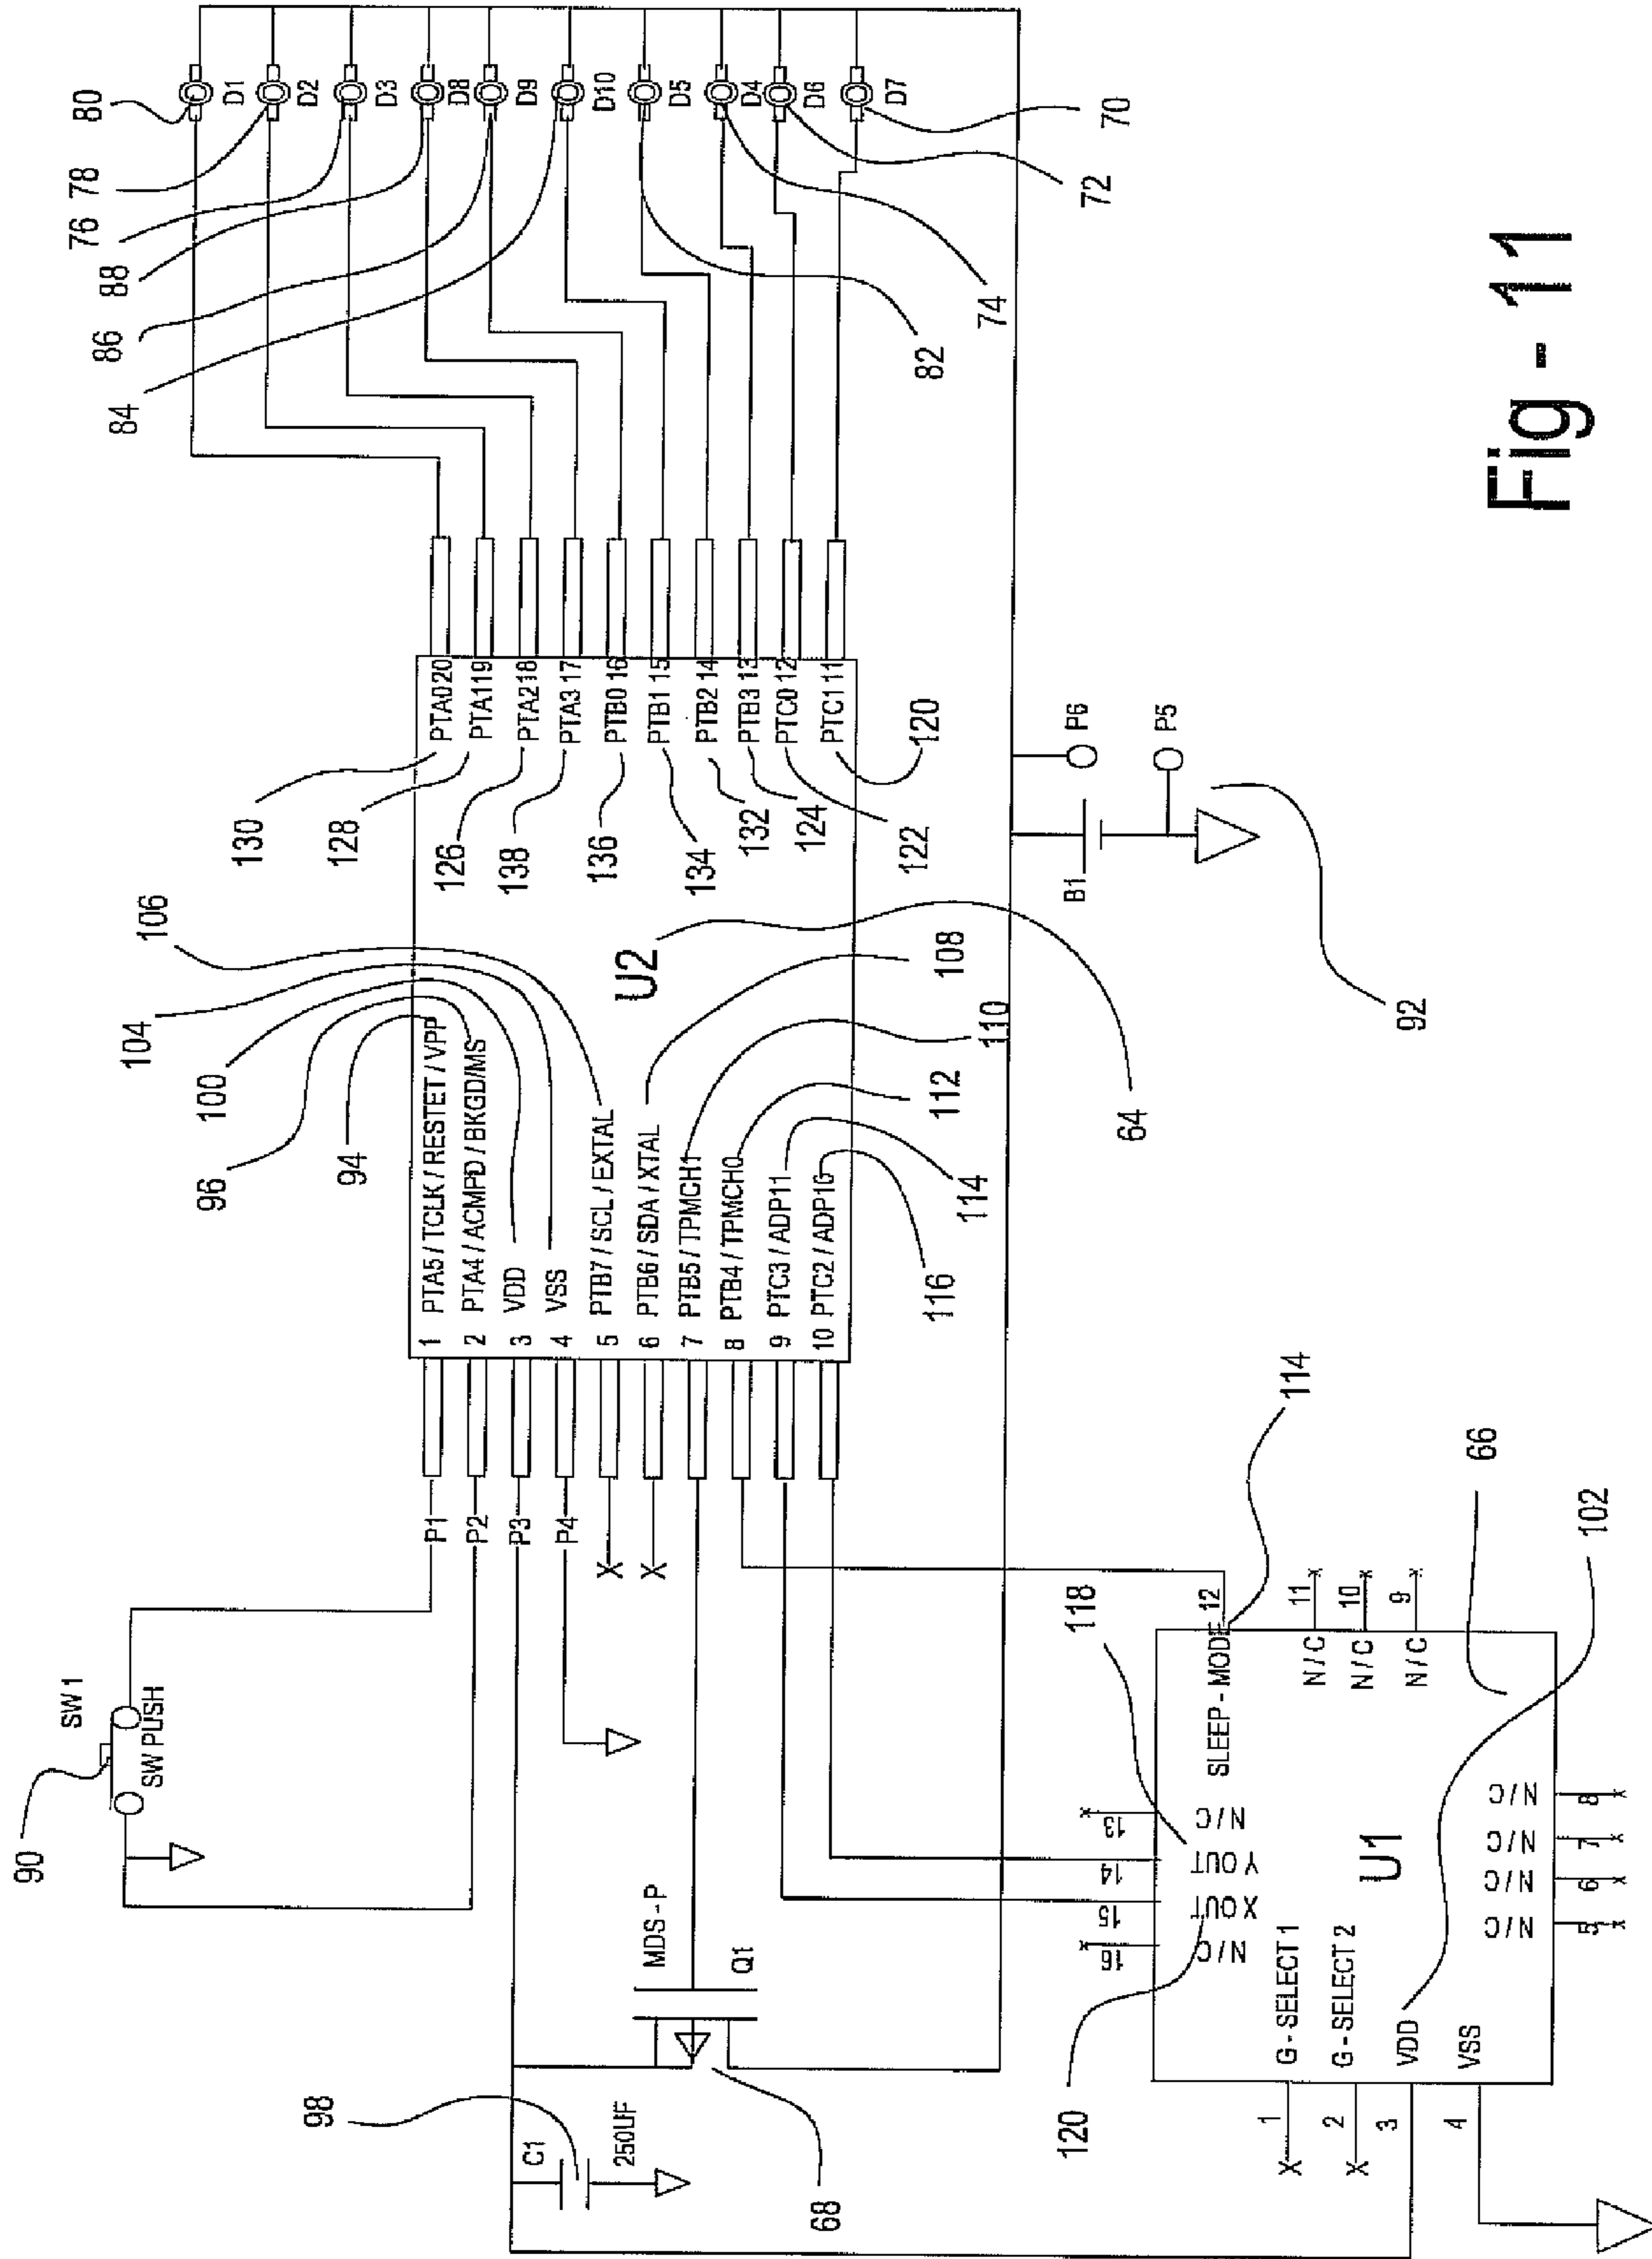 Fig - 11
90
SW 1
SW PUSH
P1
P2
P3
P4
X
X
98
C1
250UF
68
MDS - P
Q1
96
94
100
104
106
1 PTA5 / TCLK / RESTET / VPP
2 PTA4 / ACMPD / BKGD/MS
3 VDD
4 VSS
5 PTB7 / SCL / EXTAL
6 PTB6 / SDA / XTAL
7 PTB5 / TPMCH1
8 PTB4 / TPMCH0
9 PTC3 / ADP11
10 PTC2 / ADP10
108
110
112
114
116
U2
64
130
128
126
138
136
134
132
124
122
120
PTA0 20
PTA1 19
PTA2 18
PTA3 17
PTB0 16
PTB1 15
PTB2 14
PTB3 13
PTC0 12
PTC1 11
80
78
76
88
86
84
82
74
72
70
D1
D2
D3
D8
D9
D10
D5
D4
D6
D7
B1
P6
P5
92
120
118
114
66
102
U1
16 N / C
15 X OUT
14 Y OUT
13 N / C
SLEEP - MODE 12
N / C 11
N / C 10
N / C 9
X 1 G - SELECT 1
X 2 G - SELECT 2
3 VDD
4 VSS
N / C 5
N / C 6
N / C 7
N / C 8